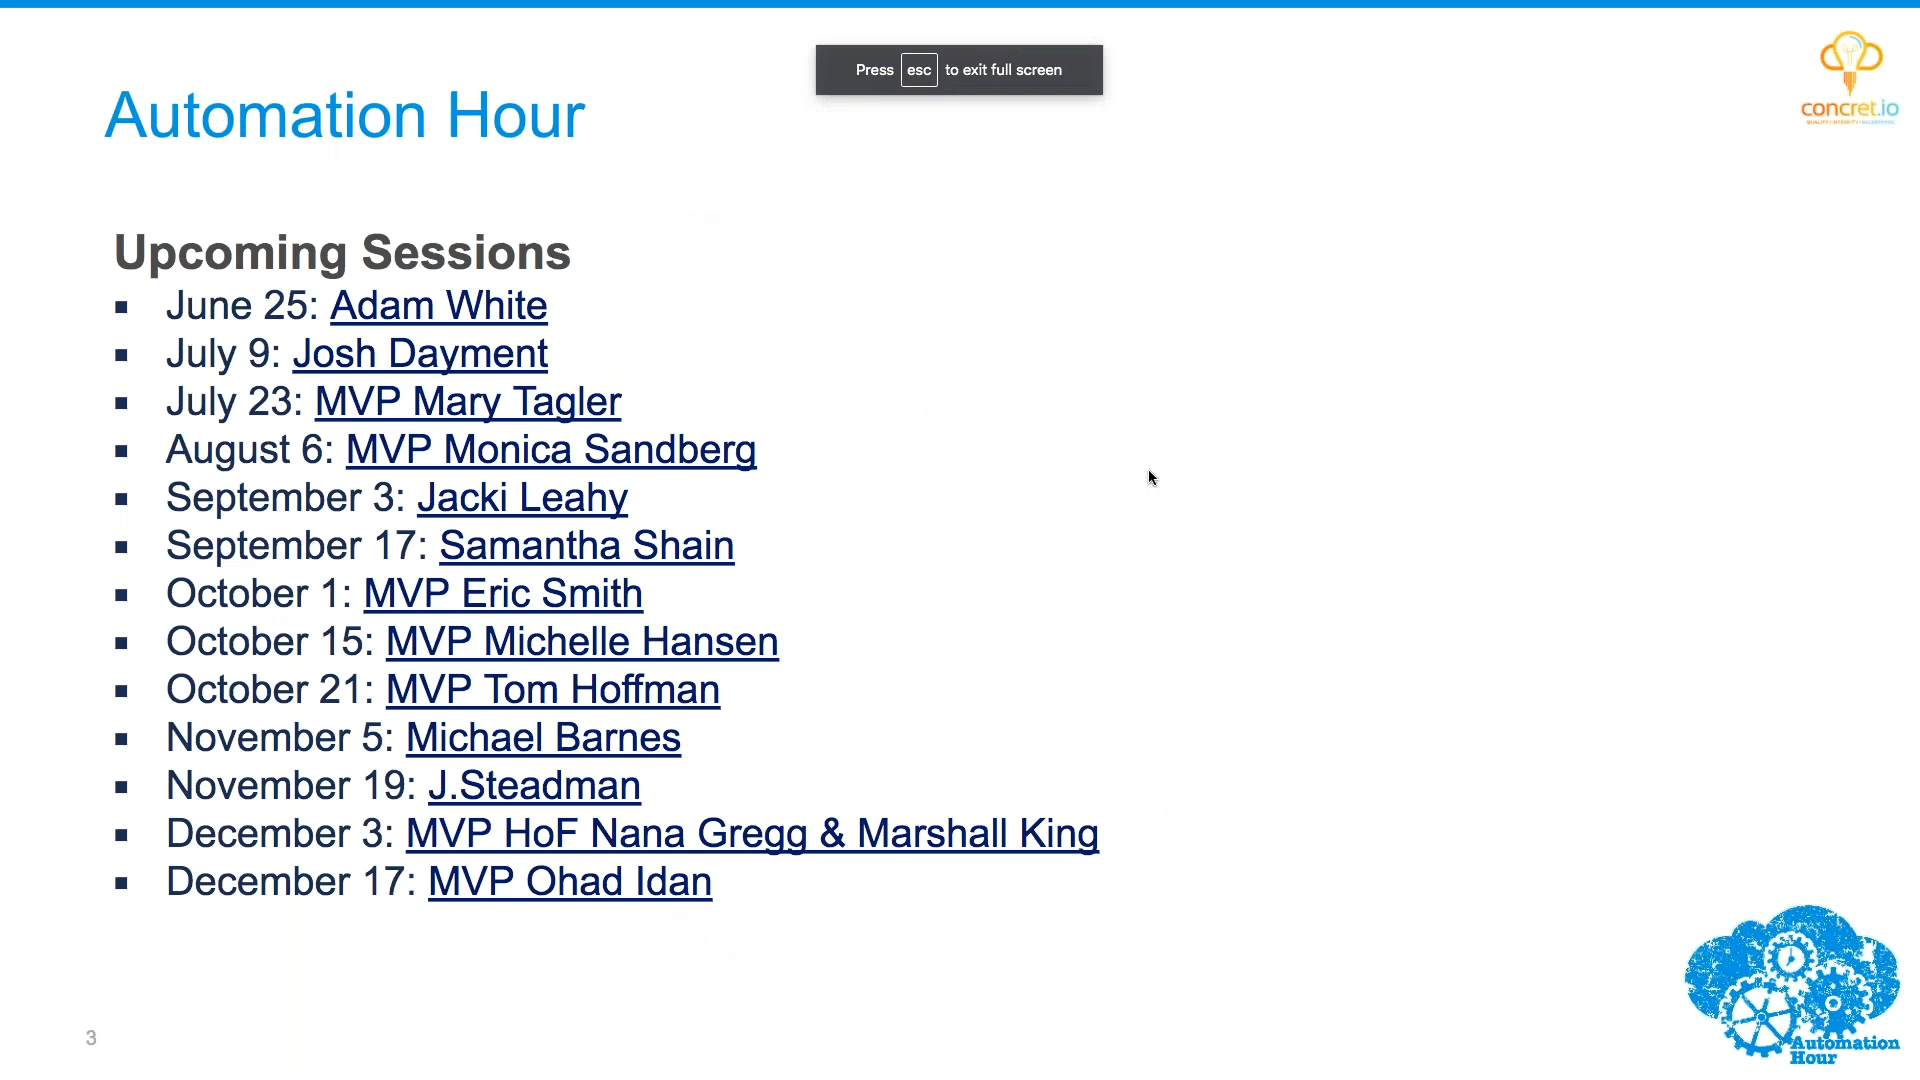 Press esc to exit full screen
concret.io
Automation Hour
Upcoming Sessions
▪ June 25: Adam White
▪ July 9: Josh Dayment
▪ July 23: MVP Mary Tagler
▪ August 6: MVP Monica Sandberg
▪ September 3: Jacki Leahy
▪ September 17: Samantha Shain
▪ October 1: MVP Eric Smith
▪ October 15: MVP Michelle Hansen
▪ October 21: MVP Tom Hoffman
▪ November 5: Michael Barnes
▪ November 19: J.Steadman
▪ December 3: MVP HoF Nana Gregg & Marshall King
▪ December 17: MVP Ohad Idan
3
Automation
Hour